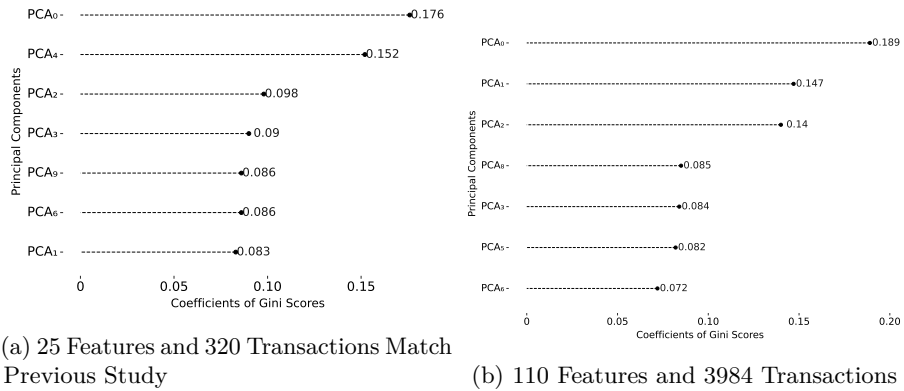 PCA₀
0.176
PCA₄
0.152
PCA₂
0.098
PCA₃
0.09
PCA₉
0.086
PCA₆
0.086
PCA₁
0.083
Principal Components
0 0.05 0.10 0.15
Coefficients of Gini Scores
(a) 25 Features and 320 Transactions Match
Previous Study
PCA₀
0.189
PCA₁
0.147
PCA₂
0.14
PCA₈
0.085
PCA₃
0.084
PCA₅
0.082
PCA₆
0.072
Principal Components
0 0.05 0.10 0.15 0.20
Coefficients of Gini Scores
(b) 110 Features and 3984 Transactions